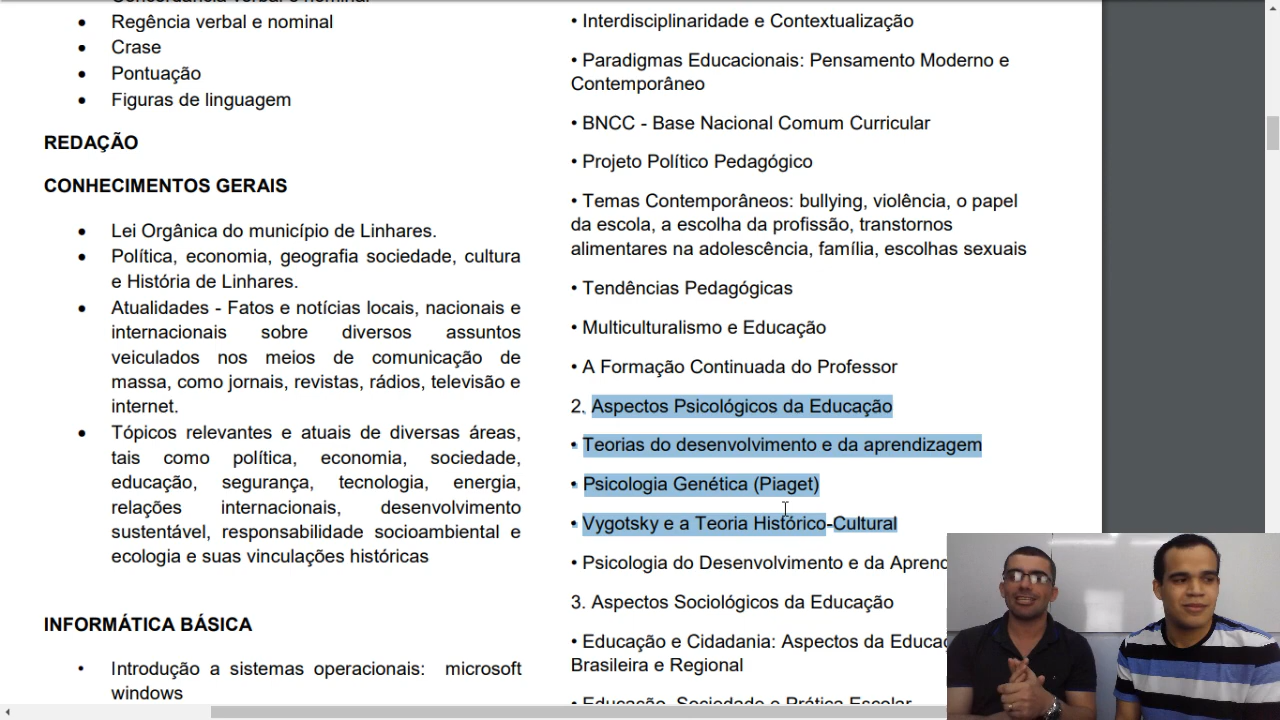 Regência verbal e nominal
Crase
Pontuação
Figuras de linguagem
REDAÇÃO
CONHECIMENTOS GERAIS
Lei Orgânica do município de Linhares.
Política, economia, geografia sociedade, cultura
e História de Linhares.
Atualidades - Fatos e notícias locais, nacionais e
internacionais sobre diversos assuntos
veiculados nos meios de comunicação de
massa, como jornais, revistas, rádios, televisão e
internet.
Tópicos relevantes e atuais de diversas áreas,
tais como política, economia, sociedade,
educação, segurança, tecnologia, energia,
relações internacionais, desenvolvimento
sustentável, responsabilidade socioambiental e
ecologia e suas vinculações históricas
INFORMÁTICA BÁSICA
Introdução a sistemas operacionais: microsoft
windows
• Interdisciplinaridade e Contextualização
• Paradigmas Educacionais: Pensamento Moderno e
Contemporâneo
• BNCC - Base Nacional Comum Curricular
• Projeto Político Pedagógico
• Temas Contemporâneos: bullying, violência, o papel
da escola, a escolha da profissão, transtornos
alimentares na adolescência, família, escolhas sexuais
• Tendências Pedagógicas
• Multiculturalismo e Educação
• A Formação Continuada do Professor
2. Aspectos Psicológicos da Educação
• Teorias do desenvolvimento e da aprendizagem
• Psicologia Genética (Piaget)
• Vygotsky e a Teoria Histórico-Cultural
• Psicologia do Desenvolvimento e da Apren
3. Aspectos Sociológicos da Educação
• Educação e Cidadania: Aspectos da Educaç
Brasileira e Regional
• Educação, Sociedade e Prática Escolar